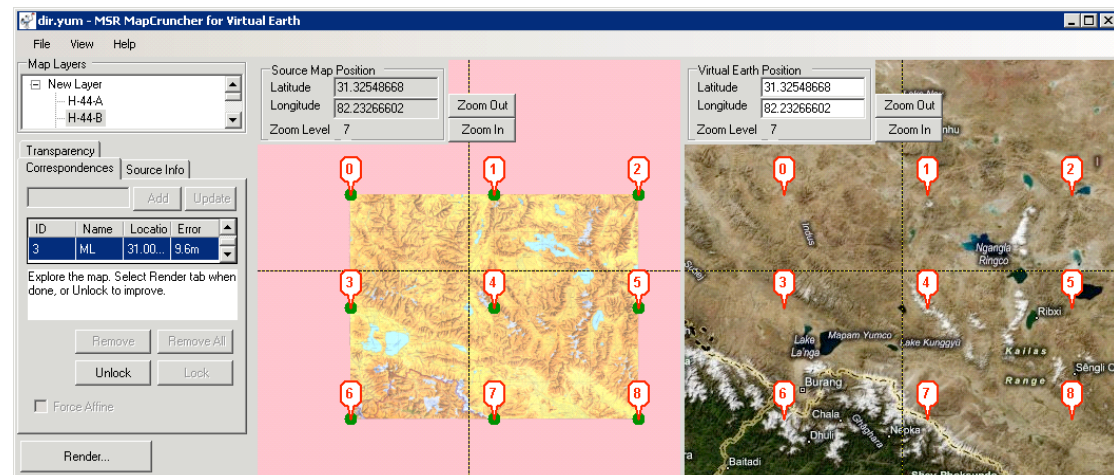 dir.yum - MSR MapCruncher for Virtual Earth
File View Help
Map Layers
New Layer
H-44-A
H-44-B
Transparency
Correspondences Source Info
Add Update
ID Name Locatio Error
3 ML 31.00... 9.6m
Explore the map. Select Render tab when
done, or Unlock to improve.
Remove Remove All
Unlock Lock
Force Affine
Render...
Source Map Position
Latitude 31.32548668
Longitude 82.23266602
Zoom Level 7
Zoom Out
Zoom In
0 1 2
3 4 5
6 7 8
Virtual Earth Position
Latitude 31.32548668
Longitude 82.23266602
Zoom Level 7
Zoom Out
Zoom In
0 1 2
Indus
Ngangla
Ringco
3 4 5
Ribxi
Lake
La'nga
Mapam Yumco
Lake Kunggyü
Kailas
Range
Burang
6 7 8
Chala
Dhuli
Ghāghara
Baitadi